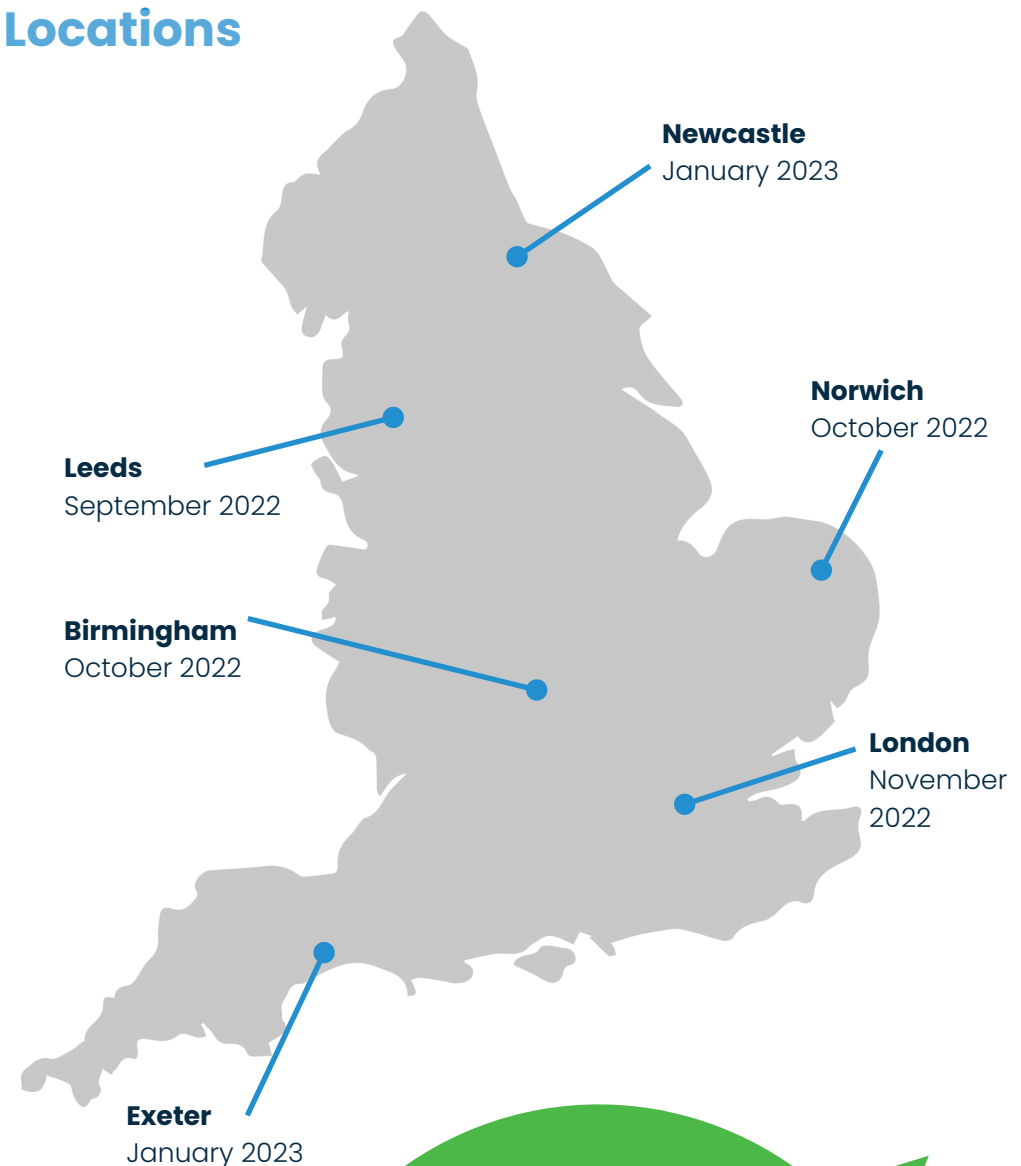 Locations
Newcastle
January 2023
Norwich
October 2022
Leeds
September 2022
Birmingham
October 2022
London
November
2022
Exeter
January 2023